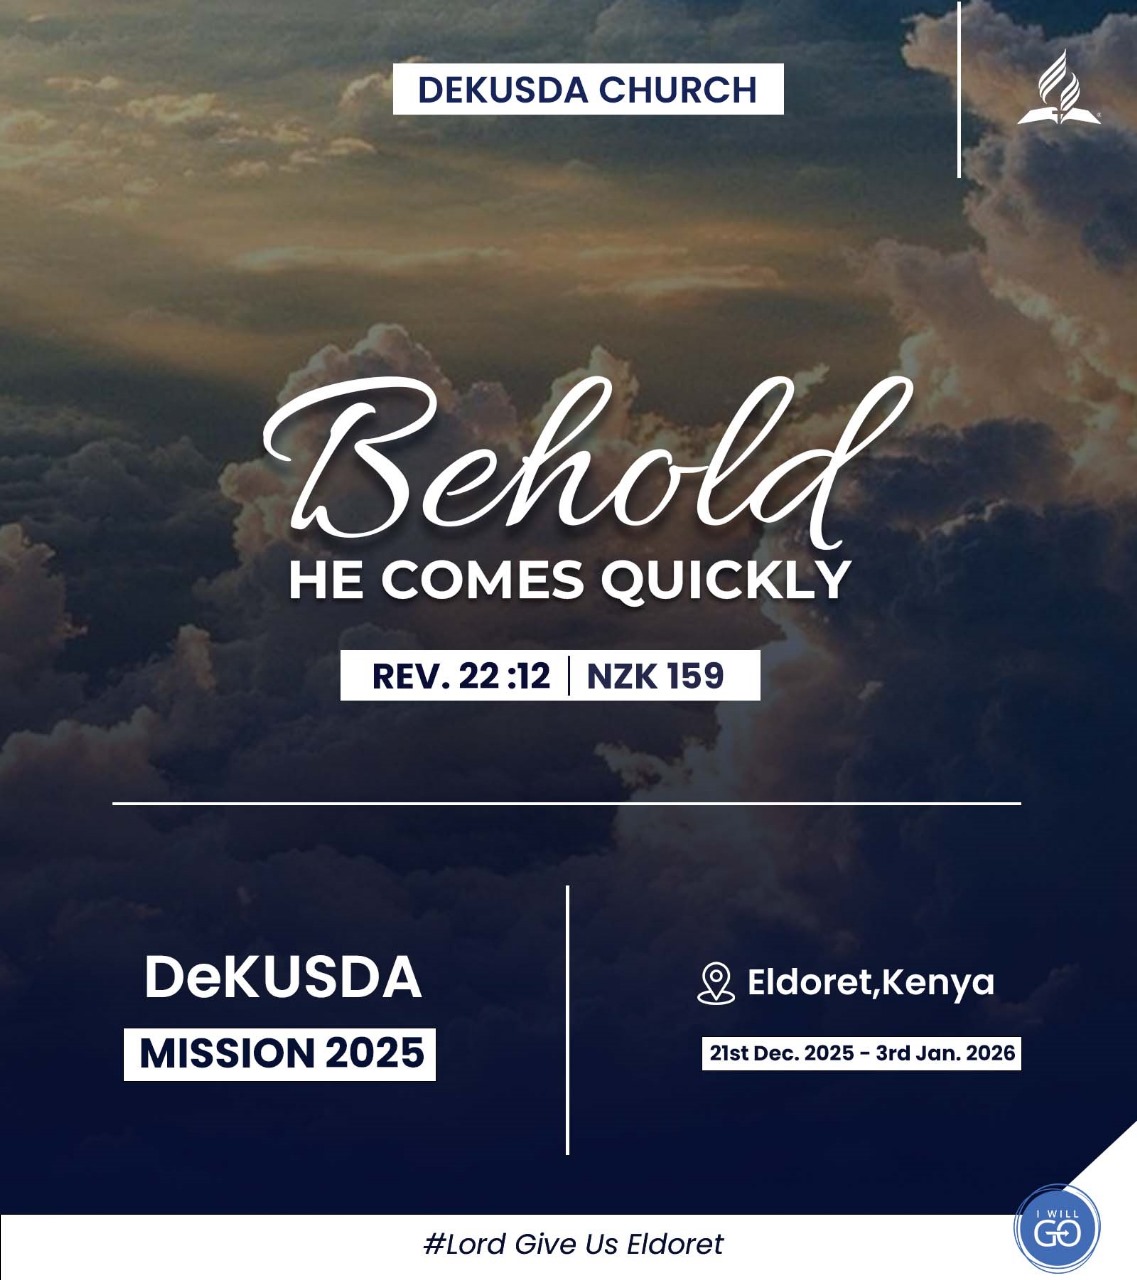 DEKUSDA CHURCH
Behold
HE COMES QUICKLY
REV. 22 :12 | NZK 159
DeKUSDA
MISSION 2025
Eldoret,Kenya
21st Dec. 2025 - 3rd Jan. 2026
#Lord Give Us Eldoret
I WILL
GO